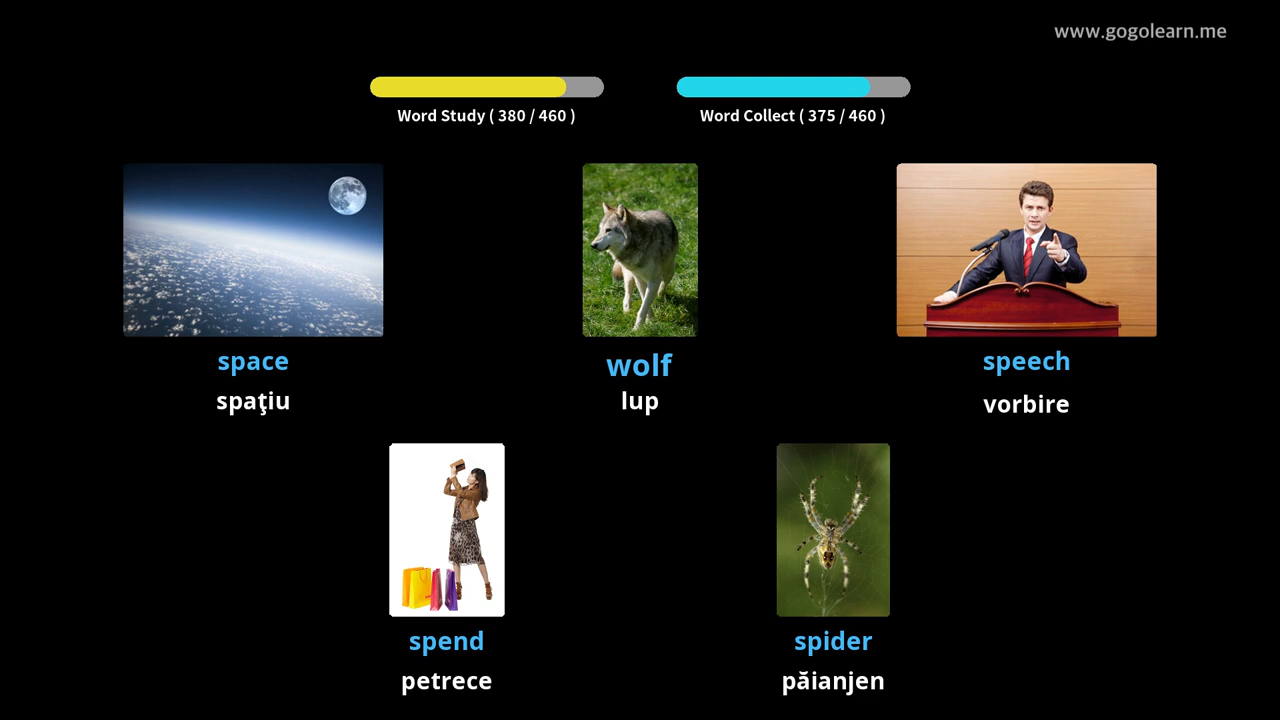 www.gogolearn.me
Word Study ( 380 / 460 )
Word Collect ( 375 / 460 )
space
wolf
speech
spaţiu
lup
vorbire
spend
spider
petrece
păianjen